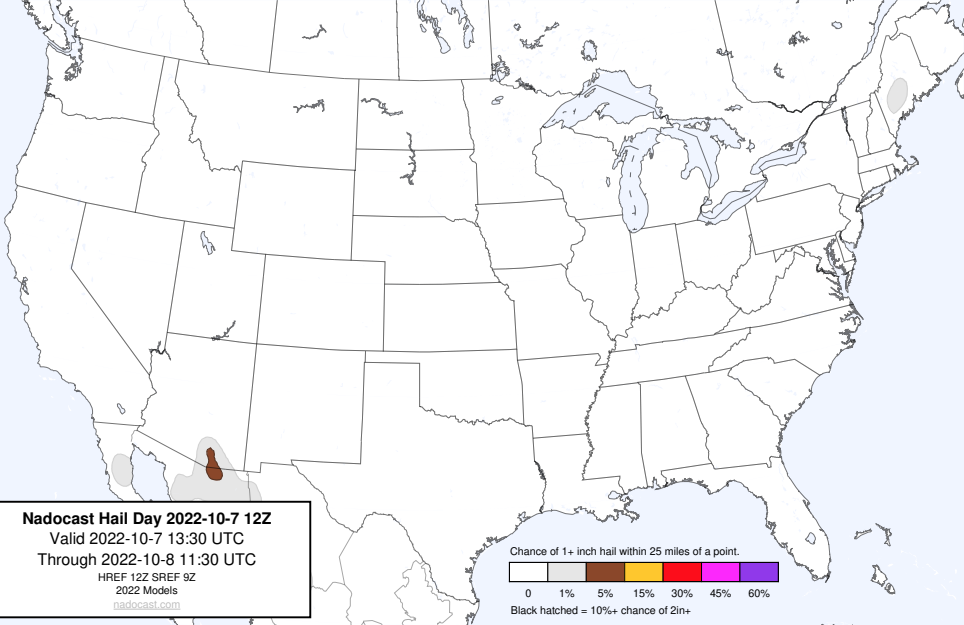 Nadocast Hail Day 2022-10-7 12Z
Valid 2022-10-7 13:30 UTC
Through 2022-10-8 11:30 UTC
HREF 12Z SREF 9Z
2022 Models
nadocast.com
Chance of 1+ inch hail within 25 miles of a point.
0 1% 5% 15% 30% 45% 60%
Black hatched = 10%+ chance of 2in+